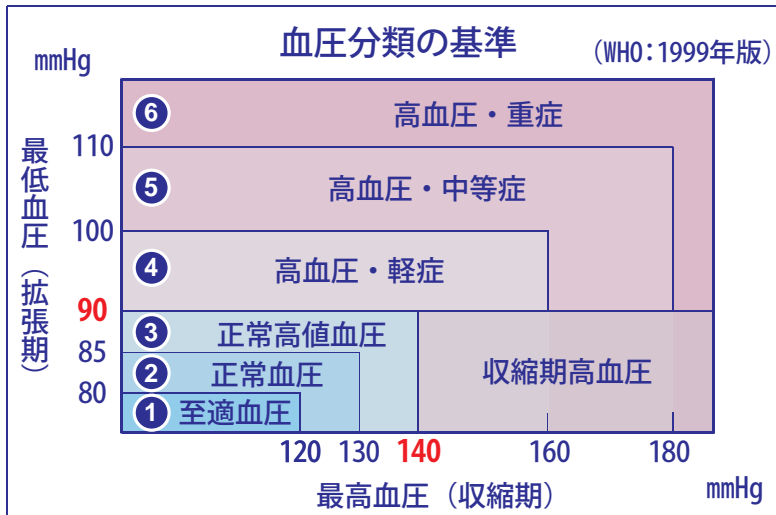 血圧分類の基準
(WHO:1999年版)
mmHg
最低血圧(拡張期)
6 高血圧・重症
110
5 高血圧・中等症
100
4 高血圧・軽症
90
3 正常高値血圧
85
2 正常血圧
収縮期高血圧
80
1 至適血圧
120 130 140 160 180
最高血圧(収縮期)
mmHg